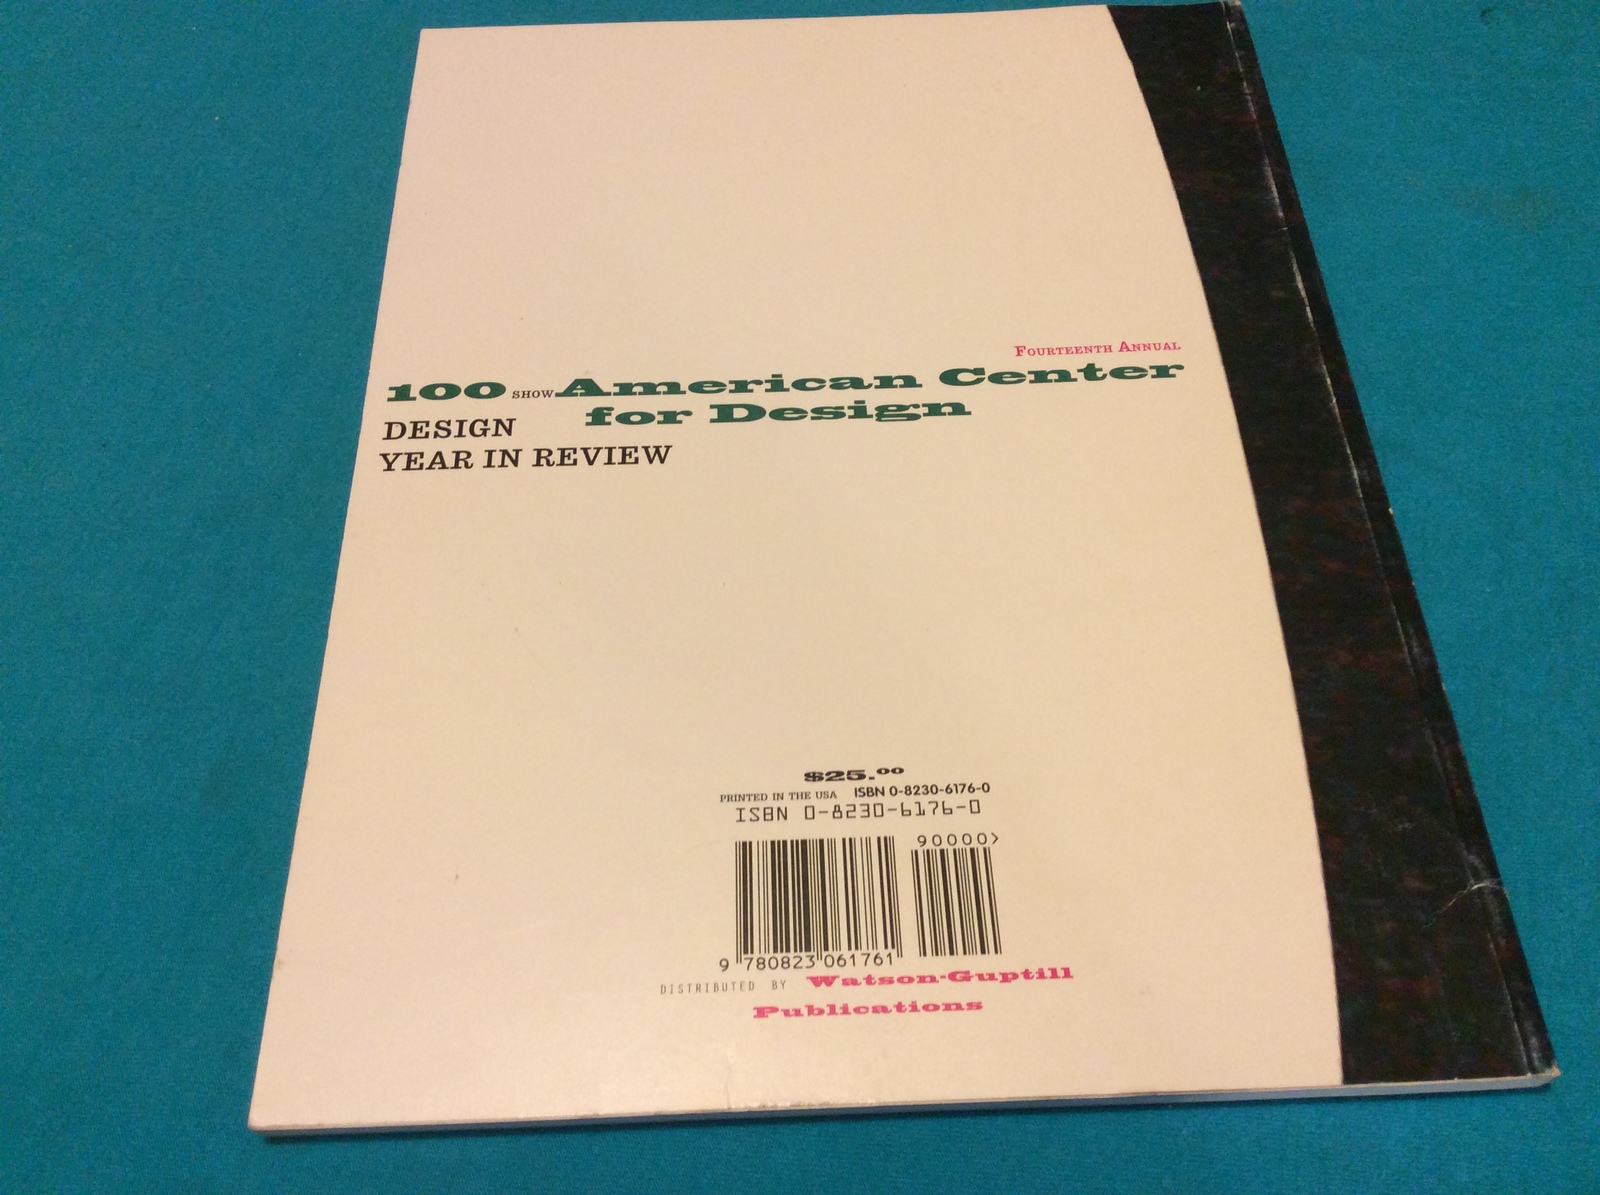 Fourteenth Annual
100 SHOW American Center
for Design
DESIGN
YEAR IN REVIEW
$25.00
PRINTED IN THE USA ISBN 0-8230-6176-0
ISBN 0-8230-6176-0
90000>
9 780823 061761
DISTRIBUTED BY Watson-Guptill
Publications